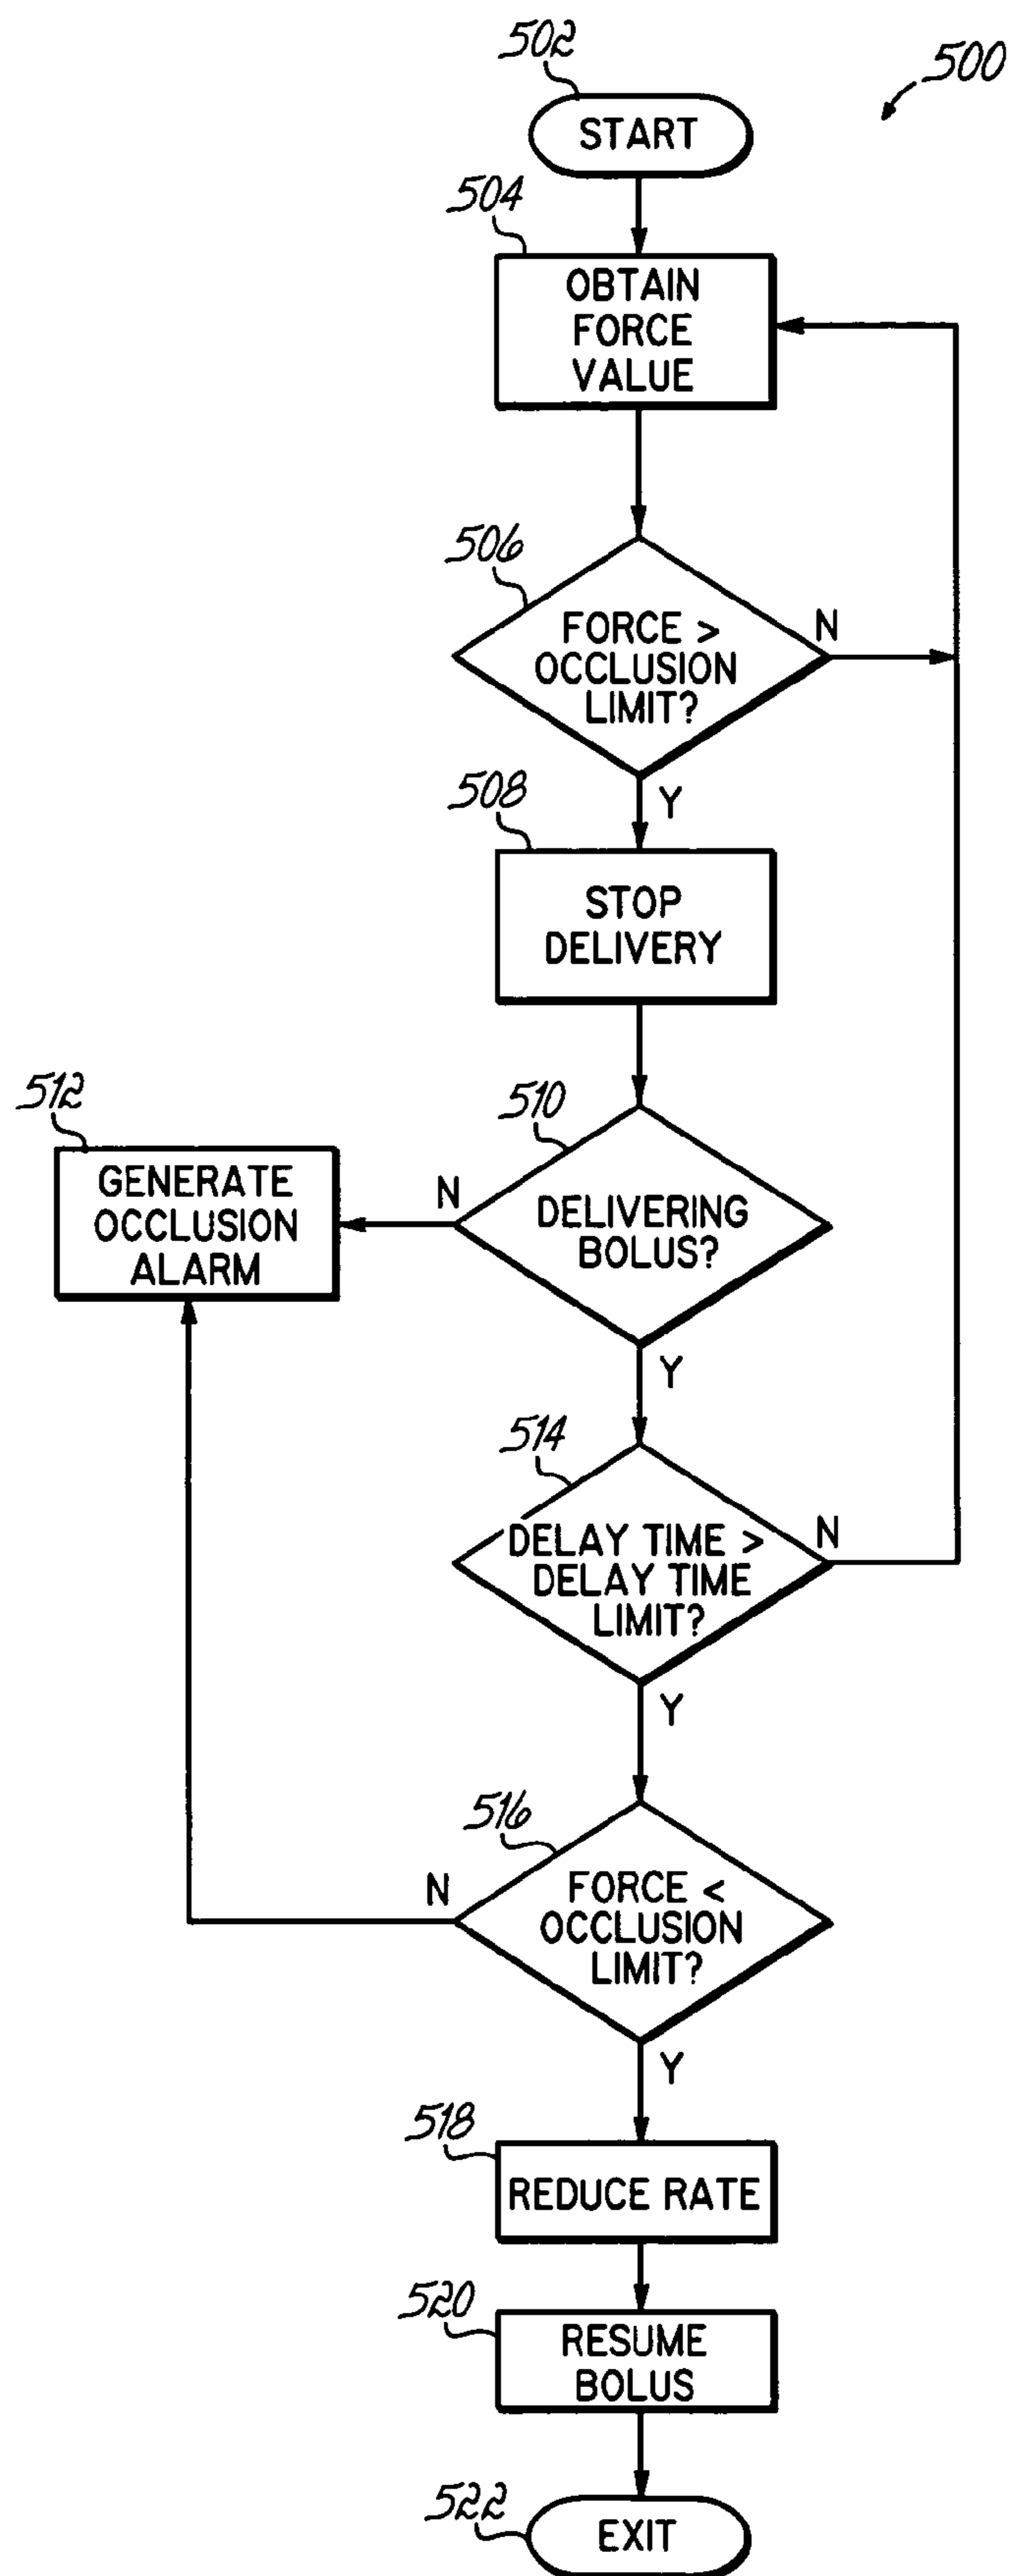 502
500
START
504
OBTAIN
FORCE
VALUE
506
FORCE >
OCCLUSION
LIMIT?
N
Y
508
STOP
DELIVERY
512
GENERATE
OCCLUSION
ALARM
510
N
DELIVERING
BOLUS?
Y
514
DELAY TIME >
DELAY TIME
LIMIT?
N
Y
516
N
FORCE <
OCCLUSION
LIMIT?
Y
518
REDUCE RATE
520
RESUME
BOLUS
522
EXIT